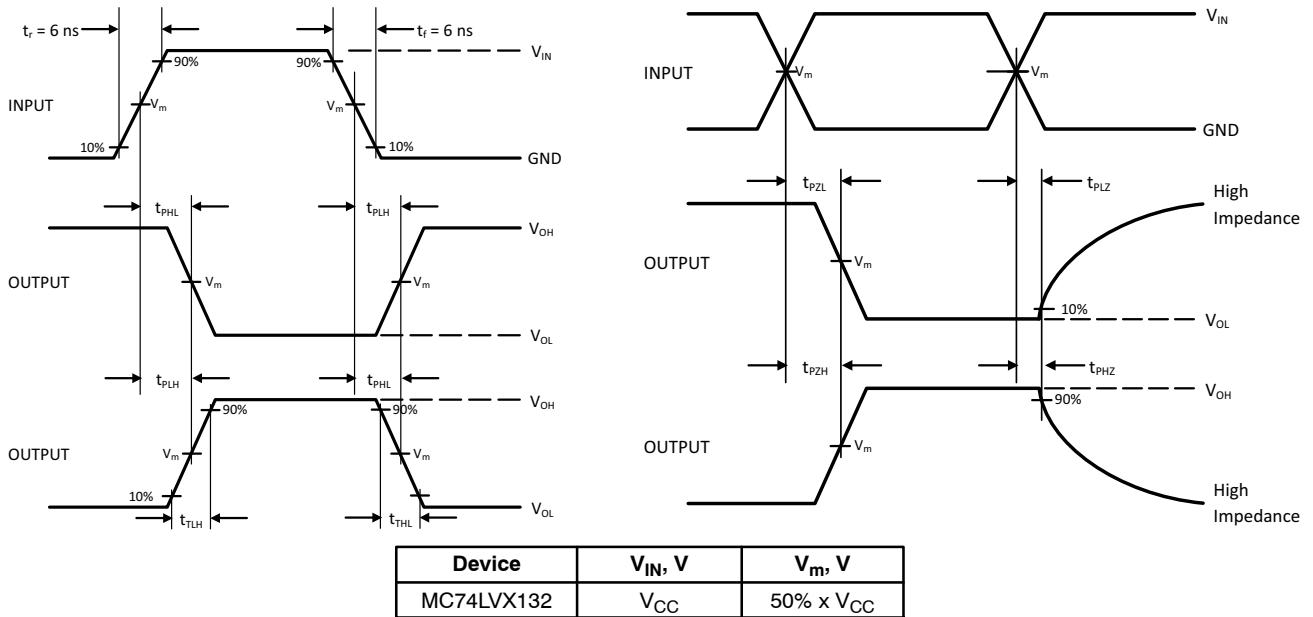 t_r = 6 ns
t_f = 6 ns
90%
90%
V_IN
INPUT
V_m
V_m
10%
10%
GND
t_PHL
t_PLH
V_OH
OUTPUT
V_m
V_m
V_OL
t_PLH
t_PHL
V_OH
90%
90%
OUTPUT
V_m
V_m
10%
V_OL
t_TLH
t_THL
V_IN
INPUT
V_m
V_m
GND
t_PZL
t_PLZ
High
Impedance
OUTPUT
V_m
10%
V_OL
t_PZH
t_PHZ
V_OH
90%
OUTPUT
V_m
High
Impedance
Device V_IN, V V_m, V
MC74LVX132 V_CC 50% x V_CC